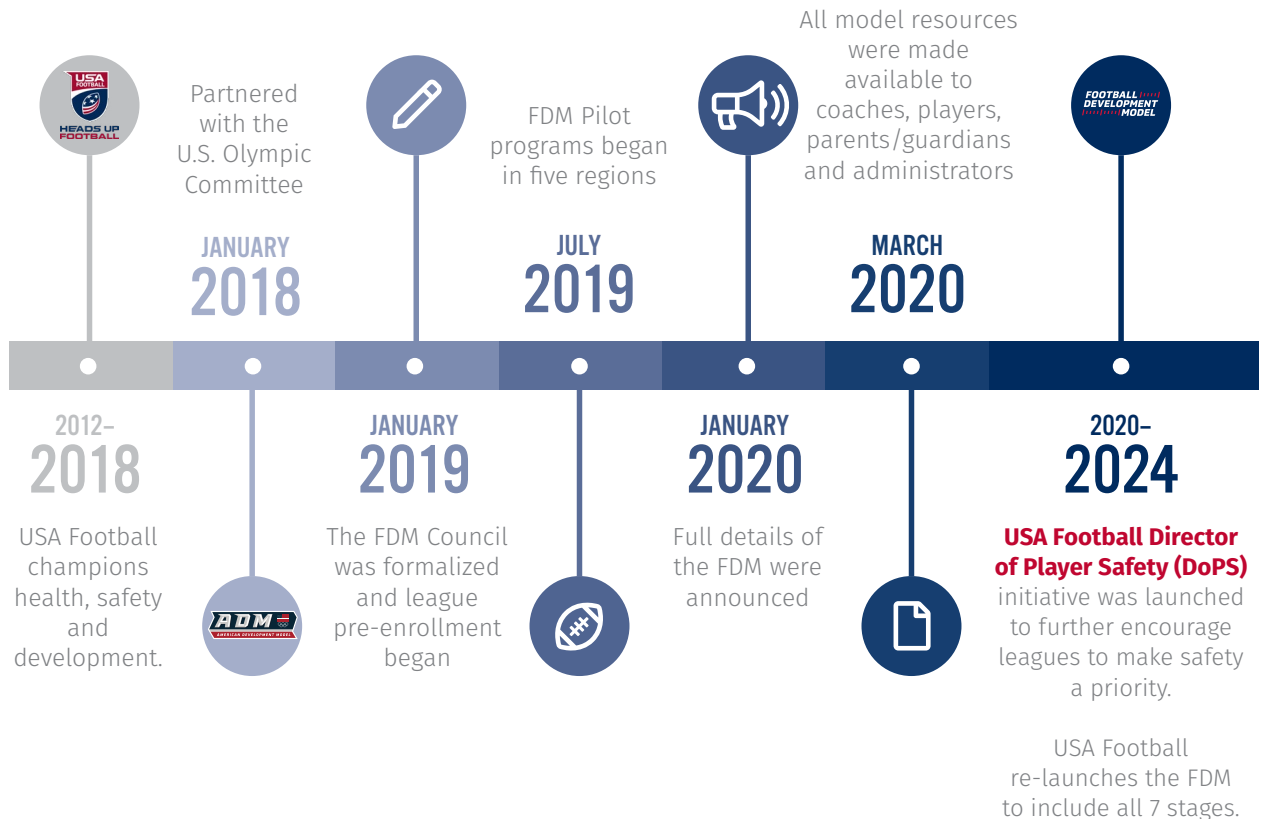 USA
FOOTBALL
HEADS UP
FOOTBALL
2012–
2018
USA Football
champions
health, safety
and
development.
Partnered
with the
U.S. Olympic
Committee
JANUARY
2018
ADM
AMERICAN DEVELOPMENT MODEL
JANUARY
2019
The FDM Council
was formalized
and league
pre-enrollment
began
FDM Pilot
programs began
in five regions
JULY
2019
JANUARY
2020
Full details of
the FDM were
announced
All model resources
were made
available to
coaches, players,
parents/guardians
and administrators
MARCH
2020
FOOTBALL
DEVELOPMENT
MODEL
2020–
2024
USA Football Director
of Player Safety (DoPS)
initiative was launched
to further encourage
leagues to make safety
a priority.
USA Football
re-launches the FDM
to include all 7 stages.